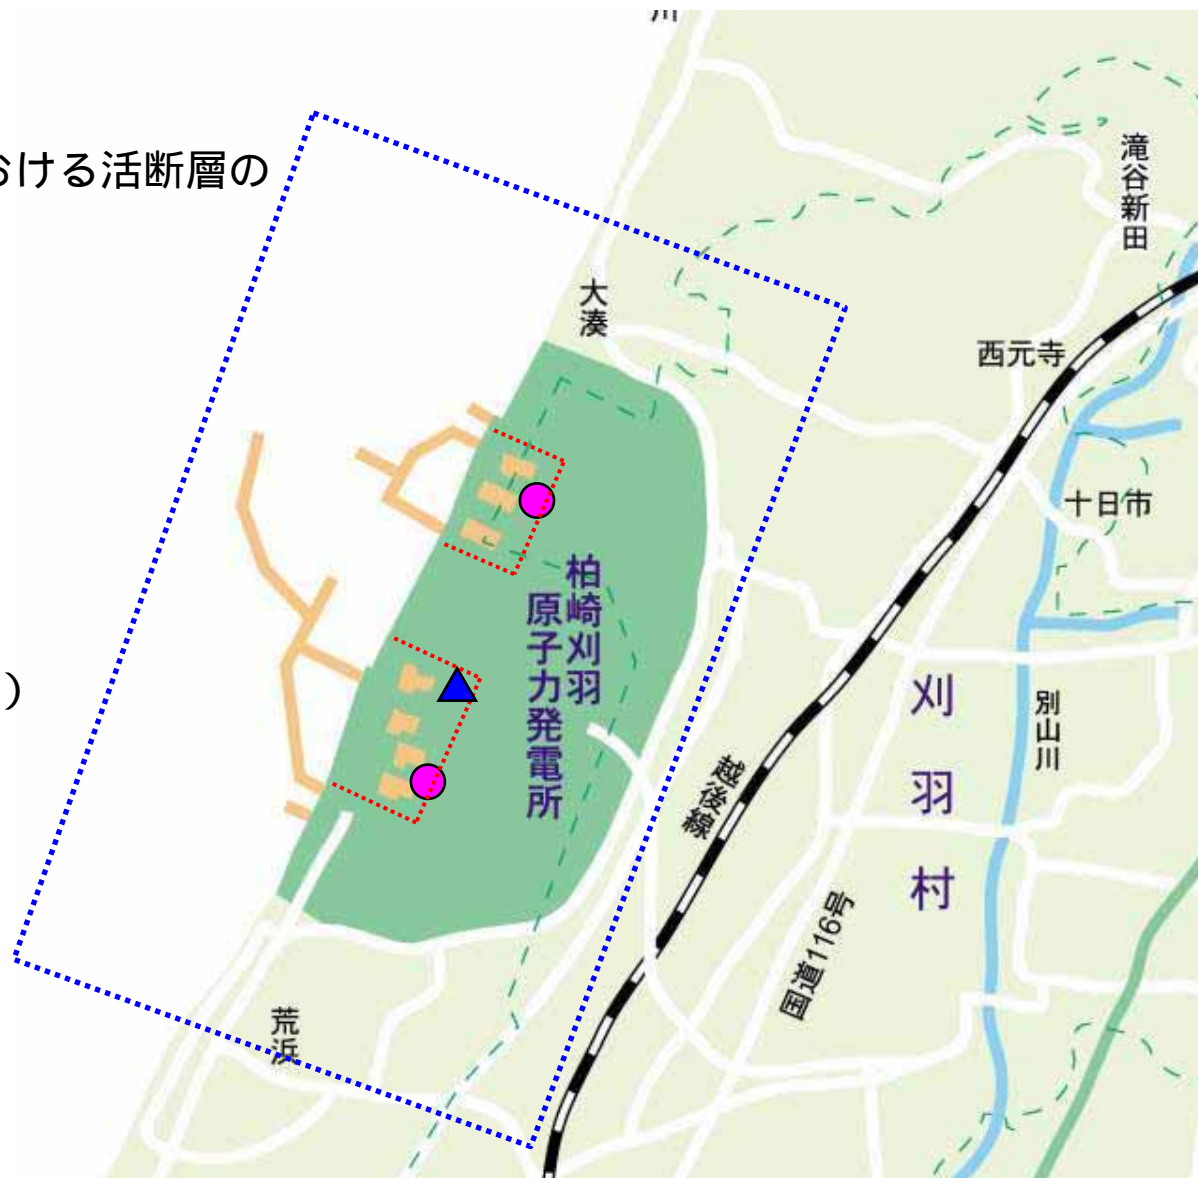 川
おける活断層の
滝谷新田
大湊
西元寺
十日市
柏崎刈羽
原子力発電所
)
刈羽村
別山川
越後線
国道116号
荒浜